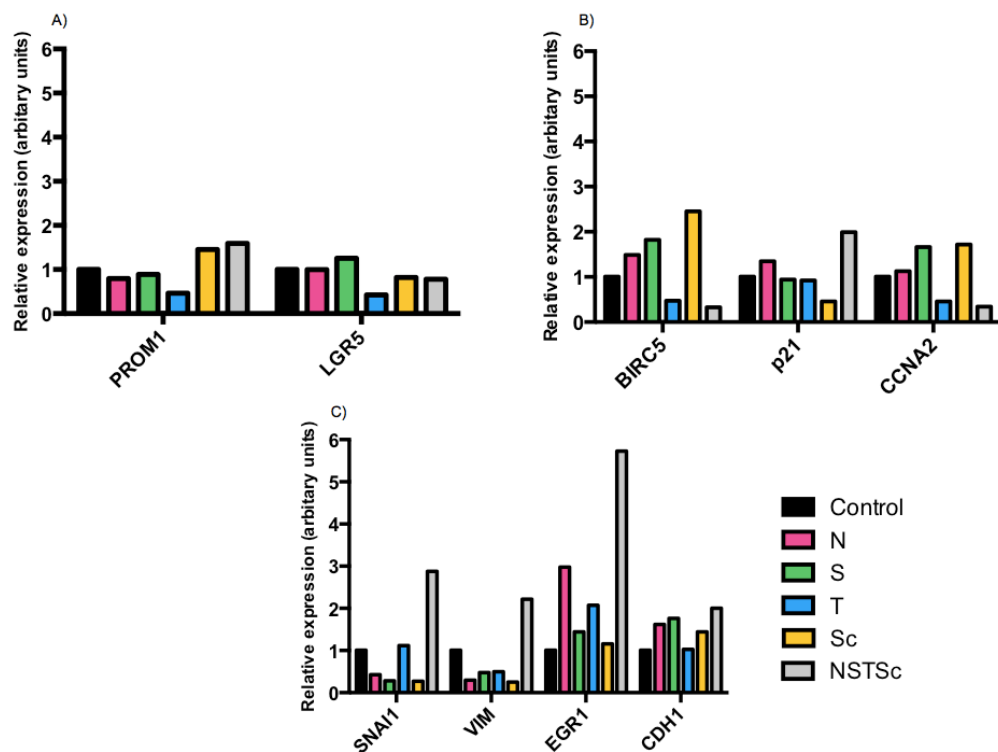 A)
Relative expression (arbitary units)
6
5
4
3
2
1
0
PROM1
LGR5
B)
Relative expression (arbitary units)
6
5
4
3
2
1
0
BIRC5
p21
CCNA2
C)
Relative expression (arbitary units)
6
5
4
3
2
1
0
SNAI1
VIM
EGR1
CDH1
Control
N
S
T
Sc
NSTSc